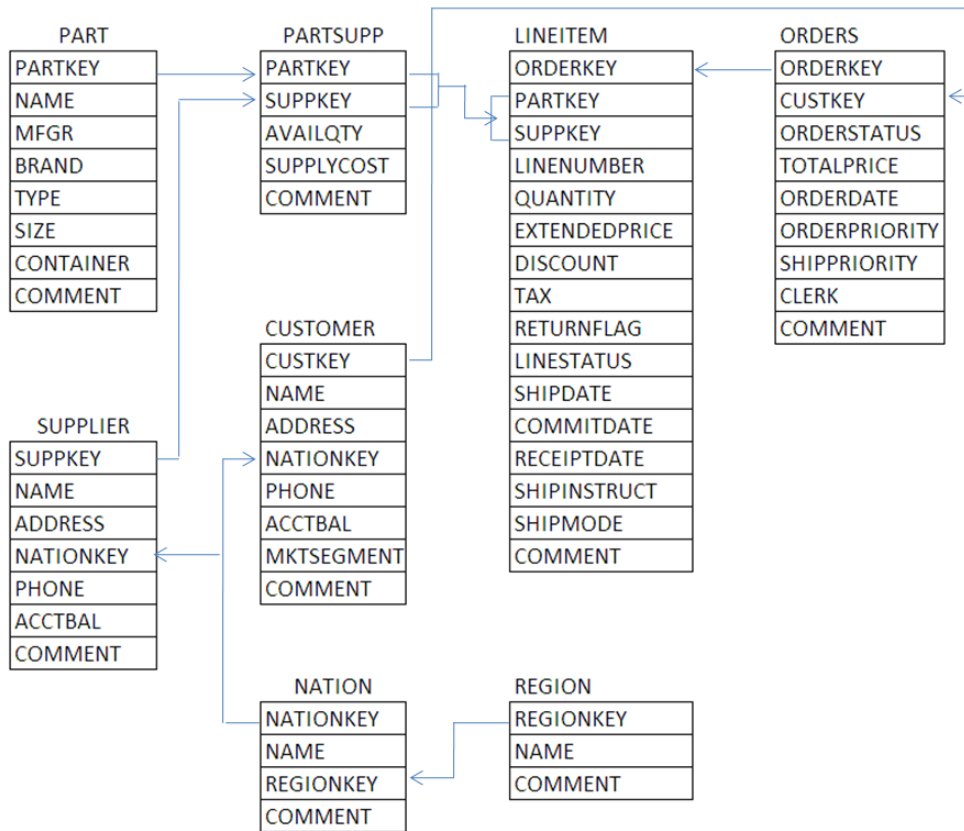 PART
PARTKEY
NAME
MFGR
BRAND
TYPE
SIZE
CONTAINER
COMMENT
PARTSUPP
PARTKEY
SUPPKEY
AVAILQTY
SUPPLYCOST
COMMENT
LINEITEM
ORDERKEY
PARTKEY
SUPPKEY
LINENUMBER
QUANTITY
EXTENDEDPRICE
DISCOUNT
TAX
RETURNFLAG
LINESTATUS
SHIPDATE
COMMITDATE
RECEIPTDATE
SHIPINSTRUCT
SHIPMODE
COMMENT
ORDERS
ORDERKEY
CUSTKEY
ORDERSTATUS
TOTALPRICE
ORDERDATE
ORDERPRIORITY
SHIPPRIORITY
CLERK
COMMENT
CUSTOMER
CUSTKEY
NAME
ADDRESS
NATIONKEY
PHONE
ACCTBAL
MKTSEGMENT
COMMENT
SUPPLIER
SUPPKEY
NAME
ADDRESS
NATIONKEY
PHONE
ACCTBAL
COMMENT
NATION
NATIONKEY
NAME
REGIONKEY
COMMENT
REGION
REGIONKEY
NAME
COMMENT